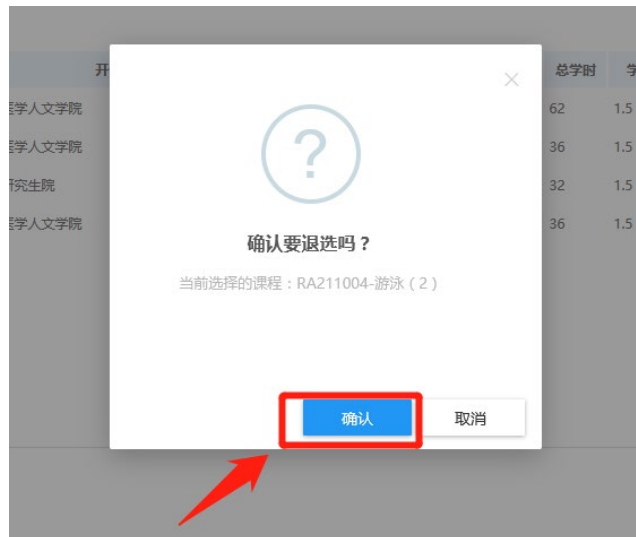 开
总学时
学
医学人文学院
62
1.5
医学人文学院
36
1.5
研究生院
32
1.5
医学人文学院
36
1.5
?
确认要退选吗？
当前选择的课程：RA211004-游泳（2）
确认
取消